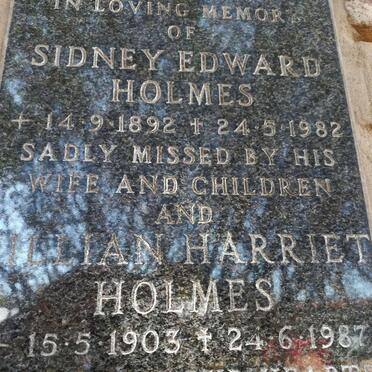 IN LOVING MEMOR
OF
SIDNEY EDWARD
HOLMES
+ 14·9·1892 + 24·5·1982
SADLY MISSED BY HIS
WIFE AND CHILDREN
AND
ILLIAN HARRIET
HOLMES
- 15·5·1903 + 24·6·1987